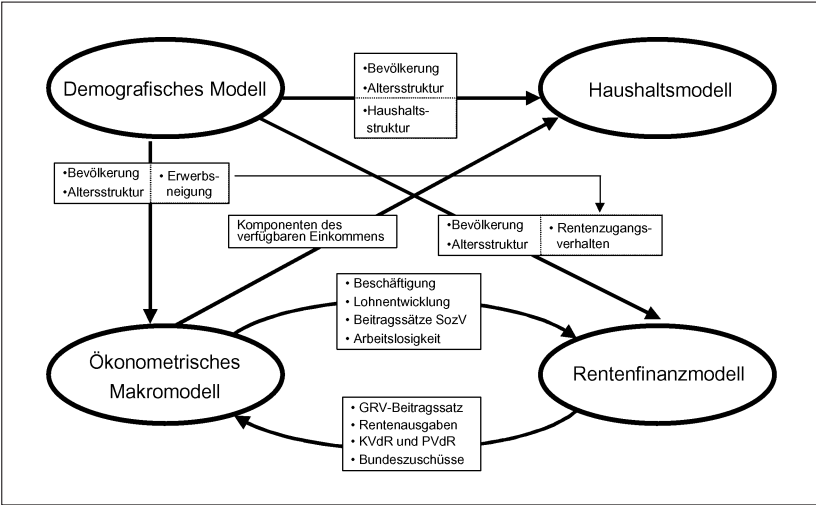 Demografisches Modell
•Bevölkerung
•Altersstruktur
•Haushalts-
struktur
Haushaltsmodell
•Bevölkerung
•Altersstruktur
• Erwerbs-
neigung
Komponenten des
verfügbaren Einkommens
•Bevölkerung
•Altersstruktur
• Rentenzugangs-
verhalten
• Beschäftigung
• Lohnentwicklung
• Beitragssätze SozV
• Arbeitslosigkeit
Ökonometrisches
Makromodell
Rentenfinanzmodell
• GRV-Beitragssatz
• Rentenausgaben
• KVdR und PVdR
• Bundeszuschüsse